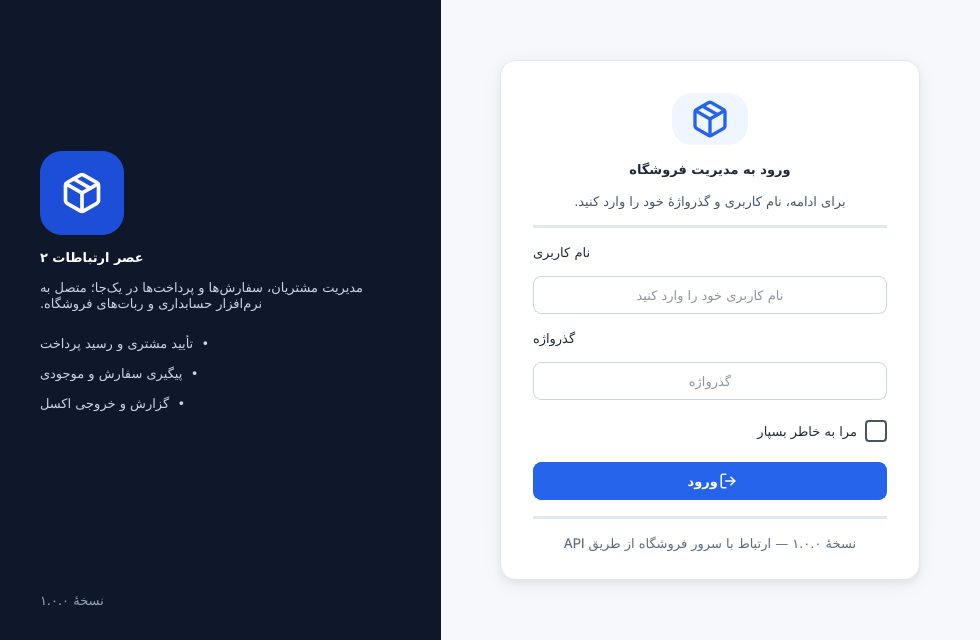 ورود به مدیریت فروشگاه
برای ادامه، نام کاربری و گذرواژهٔ خود را وارد کنید.
نام کاربری
نام کاربری خود را وارد کنید
گذرواژه
گذرواژه
مرا به خاطر بسپار
ورود
نسخهٔ ۱.۰.۰ — ارتباط با سرور فروشگاه از طریق API
عصر ارتباطات ۲
مدیریت مشتریان، سفارش‌ها و پرداخت‌ها در یک‌جا؛ متصل به
نرم‌افزار حسابداری و ربات‌های فروشگاه.
• تأیید مشتری و رسید پرداخت
• پیگیری سفارش و موجودی
• گزارش و خروجی اکسل
نسخهٔ ۱.۰.۰